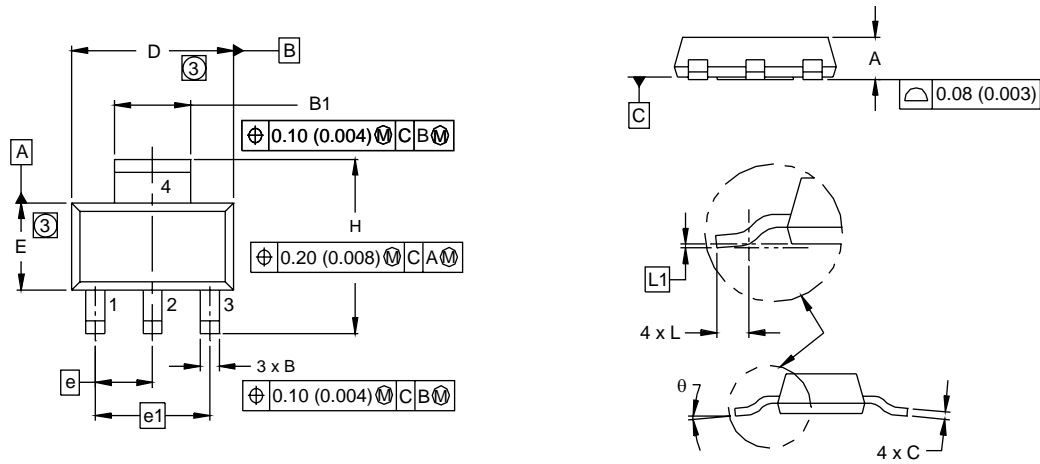 D
③
B
B1
⌖ 0.10 (0.004) Ⓜ C B Ⓜ
A
4
③
E
H
⌖ 0.20 (0.008) Ⓜ C A Ⓜ
1 2 3
3 x B
e
e1
⌖ 0.10 (0.004) Ⓜ C B Ⓜ
A
C
⌓ 0.08 (0.003)
L1
4 x L
θ
4 x C